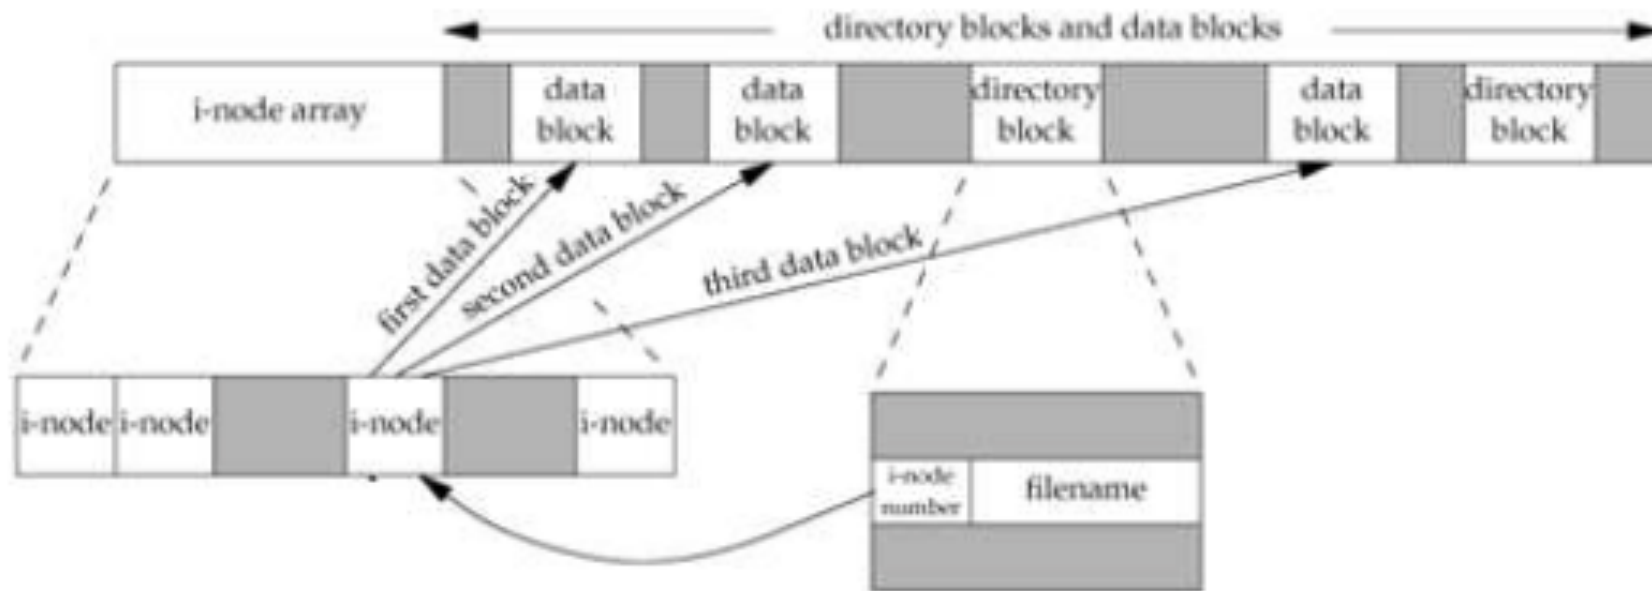 directory blocks and data blocks
i-node array
data
block
data
block
directory
block
data
block
directory
block
first data block
second data block
third data block
i-node
i-node
i-node
i-node
i-node
number
filename